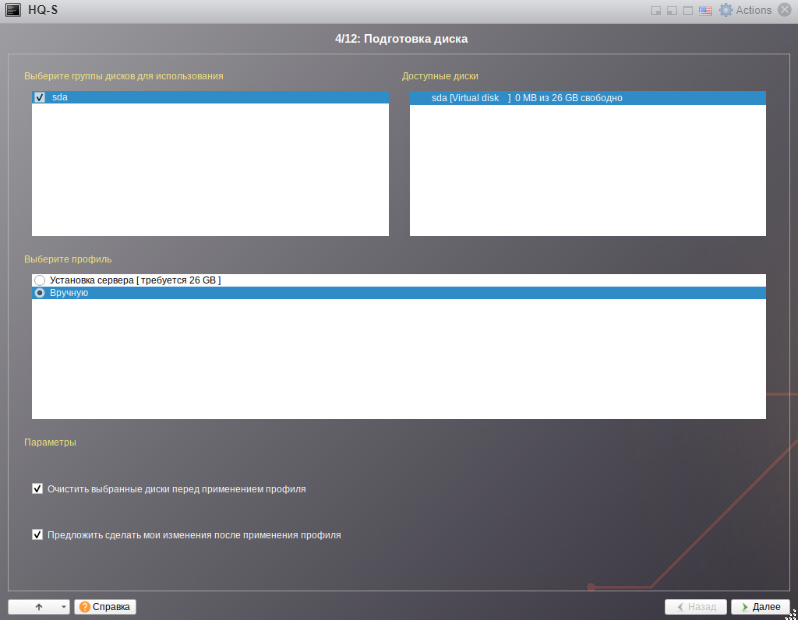 HQ-S
Actions
4/12: Подготовка диска
Выберите группы дисков для использования
Доступные диски
sda
sda [Virtual disk ] 0 MB из 26 GB свободно
Выберите профиль
Установка сервера [ требуется 26 GB ]
Вручную
Параметры
Очистить выбранные диски перед применением профиля
Предложить сделать мои изменения после применения профиля
Справка
Назад
Далее